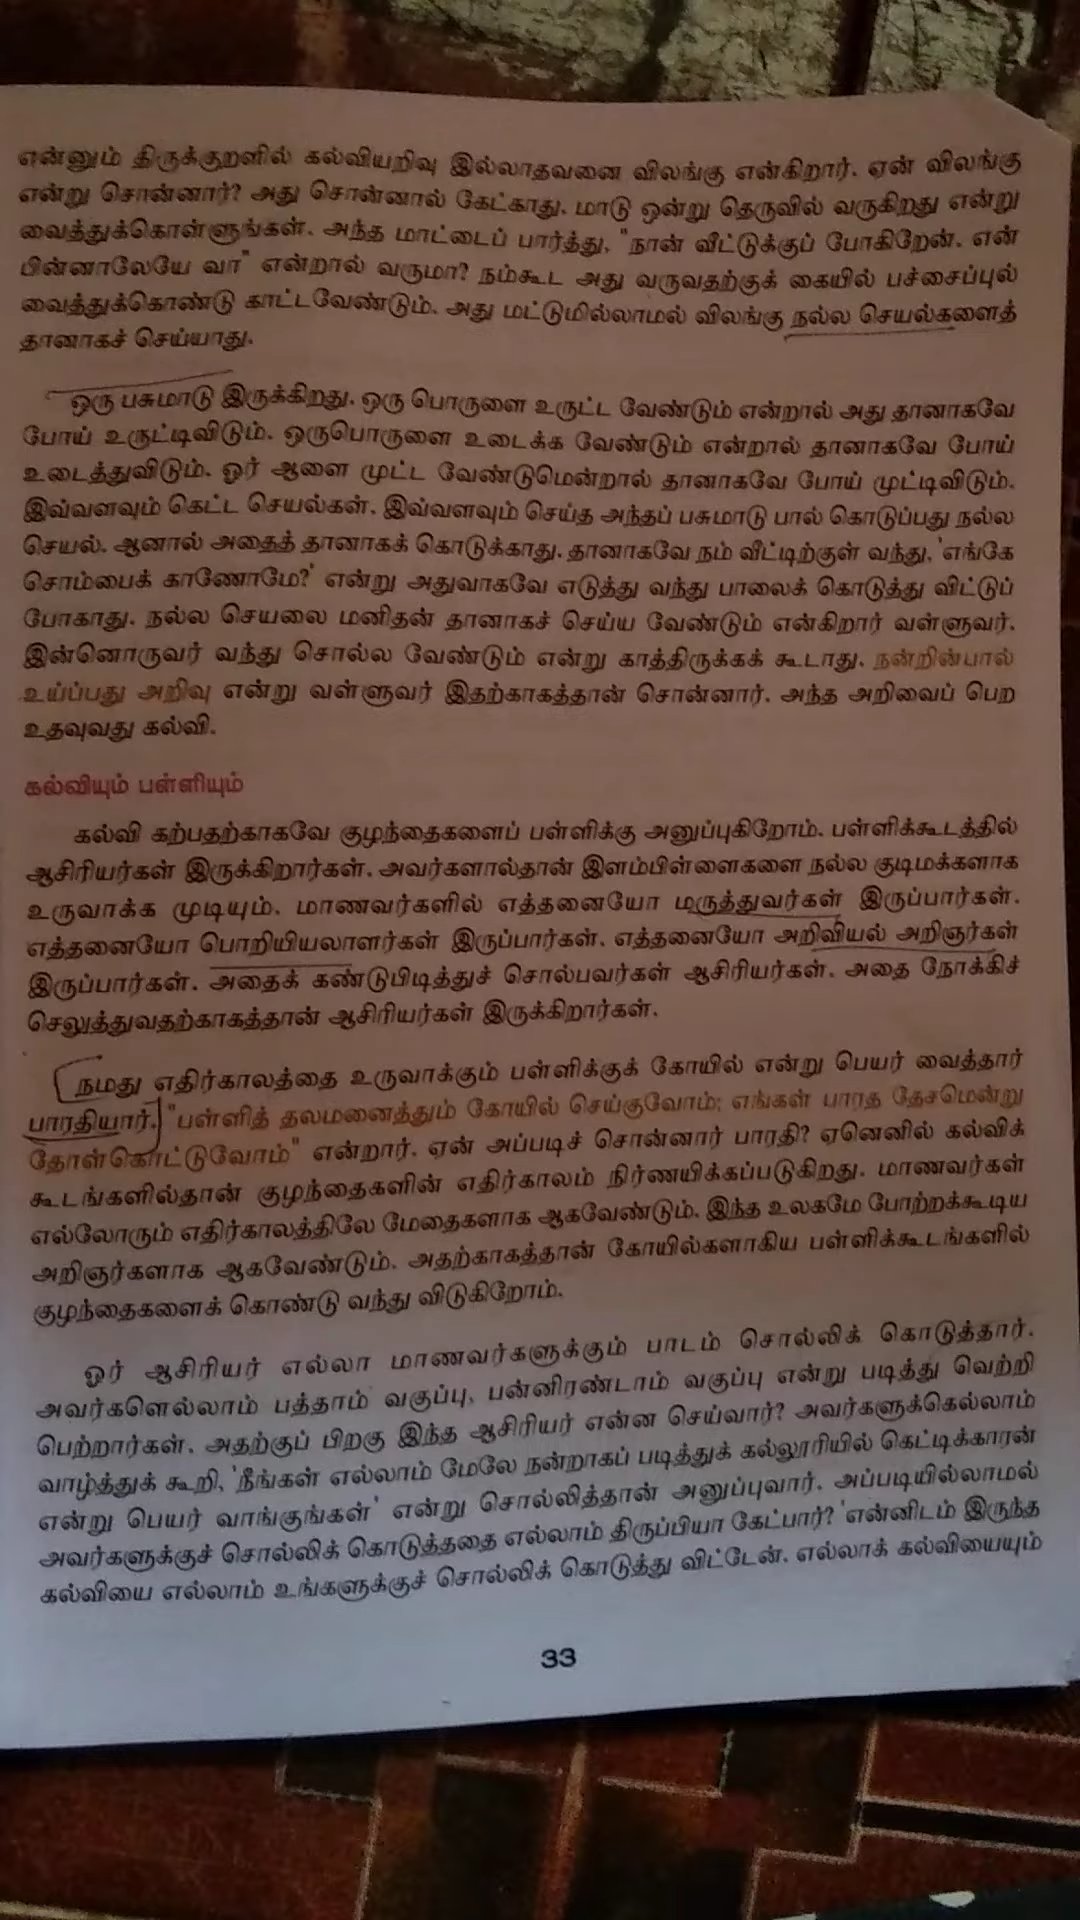 என்னும் திருக்குறளில் கல்வியறிவு இல்லாதவனை விலங்கு என்கிறார். ஏன் விலங்கு
என்று சொன்னார்? அது சொன்னால் கேட்காது. மாடு ஒன்று தெருவில் வருகிறது என்று
வைத்துக்கொள்ளுங்கள். அந்த மாட்டைப் பார்த்து, "நான் வீட்டுக்குப் போகிறேன். என்
பின்னாலேயே வா" என்றால் வருமா? நம்கூட அது வருவதற்குக் கையில் பச்சைப்புல்
வைத்துக்கொண்டு காட்டவேண்டும். அது மட்டுமில்லாமல் விலங்கு நல்ல செயல்களைத்
தானாகச் செய்யாது.
ஒரு பசுமாடு இருக்கிறது. ஒரு பொருளை உருட்ட வேண்டும் என்றால் அது தானாகவே
போய் உருட்டிவிடும். ஒருபொருளை உடைக்க வேண்டும் என்றால் தானாகவே போய்
உடைத்துவிடும். ஓர் ஆளை முட்ட வேண்டுமென்றால் தானாகவே போய் முட்டிவிடும்.
இவ்வளவும் கெட்ட செயல்கள். இவ்வளவும் செய்த அந்தப் பசுமாடு பால் கொடுப்பது நல்ல
செயல். ஆனால் அதைத் தானாகக் கொடுக்காது. தானாகவே நம் வீட்டிற்குள் வந்து, 'எங்கே
சொம்பைக் காணோமே?' என்று அதுவாகவே எடுத்து வந்து பாலைக் கொடுத்து விட்டுப்
போகாது. நல்ல செயலை மனிதன் தானாகச் செய்ய வேண்டும் என்கிறார் வள்ளுவர்.
இன்னொருவர் வந்து சொல்ல வேண்டும் என்று காத்திருக்கக் கூடாது. நன்றின்பால்
உய்ப்பது அறிவு என்று வள்ளுவர் இதற்காகத்தான் சொன்னார். அந்த அறிவைப் பெற
உதவுவது கல்வி.
கல்வியும் பள்ளியும்
கல்வி கற்பதற்காகவே குழந்தைகளைப் பள்ளிக்கு அனுப்புகிறோம். பள்ளிக்கூடத்தில்
ஆசிரியர்கள் இருக்கிறார்கள். அவர்களால்தான் இளம்பிள்ளைகளை நல்ல குடிமக்களாக
உருவாக்க முடியும். மாணவர்களில் எத்தனையோ மருத்துவர்கள் இருப்பார்கள்.
எத்தனையோ பொறியியலாளர்கள் இருப்பார்கள். எத்தனையோ அறிவியல் அறிஞர்கள்
இருப்பார்கள். அதைக் கண்டுபிடித்துச் சொல்பவர்கள் ஆசிரியர்கள். அதை நோக்கிச்
செலுத்துவதற்காகத்தான் ஆசிரியர்கள் இருக்கிறார்கள்.
நமது எதிர்காலத்தை உருவாக்கும் பள்ளிக்குக் கோயில் என்று பெயர் வைத்தார்
பாரதியார். "பள்ளித் தலமனைத்தும் கோயில் செய்குவோம்; எங்கள் பாரத தேசமென்று
தோள்கொட்டுவோம்" என்றார். ஏன் அப்படிச் சொன்னார் பாரதி? ஏனெனில் கல்விக்
கூடங்களில்தான் குழந்தைகளின் எதிர்காலம் நிர்ணயிக்கப்படுகிறது. மாணவர்கள்
எல்லோரும் எதிர்காலத்திலே மேதைகளாக ஆகவேண்டும். இந்த உலகமே போற்றக்கூடிய
அறிஞர்களாக ஆகவேண்டும். அதற்காகத்தான் கோயில்களாகிய பள்ளிக்கூடங்களில்
குழந்தைகளைக் கொண்டு வந்து விடுகிறோம்.
ஓர் ஆசிரியர் எல்லா மாணவர்களுக்கும் பாடம் சொல்லிக் கொடுத்தார்.
அவர்களெல்லாம் பத்தாம் வகுப்பு, பன்னிரண்டாம் வகுப்பு என்று படித்து வெற்றி
பெற்றார்கள். அதற்குப் பிறகு இந்த ஆசிரியர் என்ன செய்வார்? அவர்களுக்கெல்லாம்
வாழ்த்துக் கூறி, 'நீங்கள் எல்லாம் மேலே நன்றாகப் படித்துக் கல்லூரியில் கெட்டிக்காரன்
என்று பெயர் வாங்குங்கள்' என்று சொல்லித்தான் அனுப்புவார். அப்படியில்லாமல்
அவர்களுக்குச் சொல்லிக் கொடுத்ததை எல்லாம் திருப்பியா கேட்பார்? 'என்னிடம் இருந்த
கல்வியை எல்லாம் உங்களுக்குச் சொல்லிக் கொடுத்து விட்டேன். எல்லாக் கல்வியையும்
33